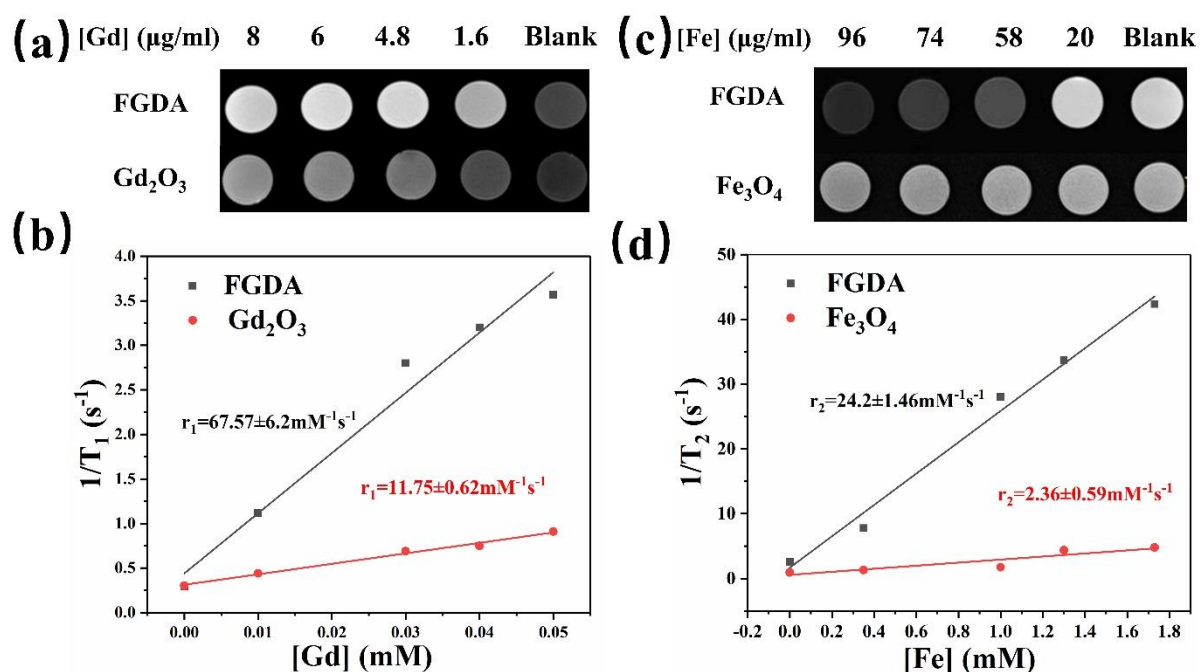 (a) [Gd] (μg/ml) 8 6 4.8 1.6 Blank
FGDA
Gd₂O₃
(c) [Fe] (μg/ml) 96 74 58 20 Blank
FGDA
Fe₃O₄
(b)
4.0
3.5
3.0
2.5
2.0
1.5
1.0
0.5
0.0
1/T₁ (s⁻¹)
FGDA
Gd₂O₃
r₁=67.57±6.2mM⁻¹s⁻¹
r₁=11.75±0.62mM⁻¹s⁻¹
0.00 0.01 0.02 0.03 0.04 0.05
[Gd] (mM)
(d)
50
40
30
20
10
0
1/T₂ (s⁻¹)
FGDA
Fe₃O₄
r₂=24.2±1.46mM⁻¹s⁻¹
r₂=2.36±0.59mM⁻¹s⁻¹
-0.2 0.0 0.2 0.4 0.6 0.8 1.0 1.2 1.4 1.6 1.8
[Fe] (mM)